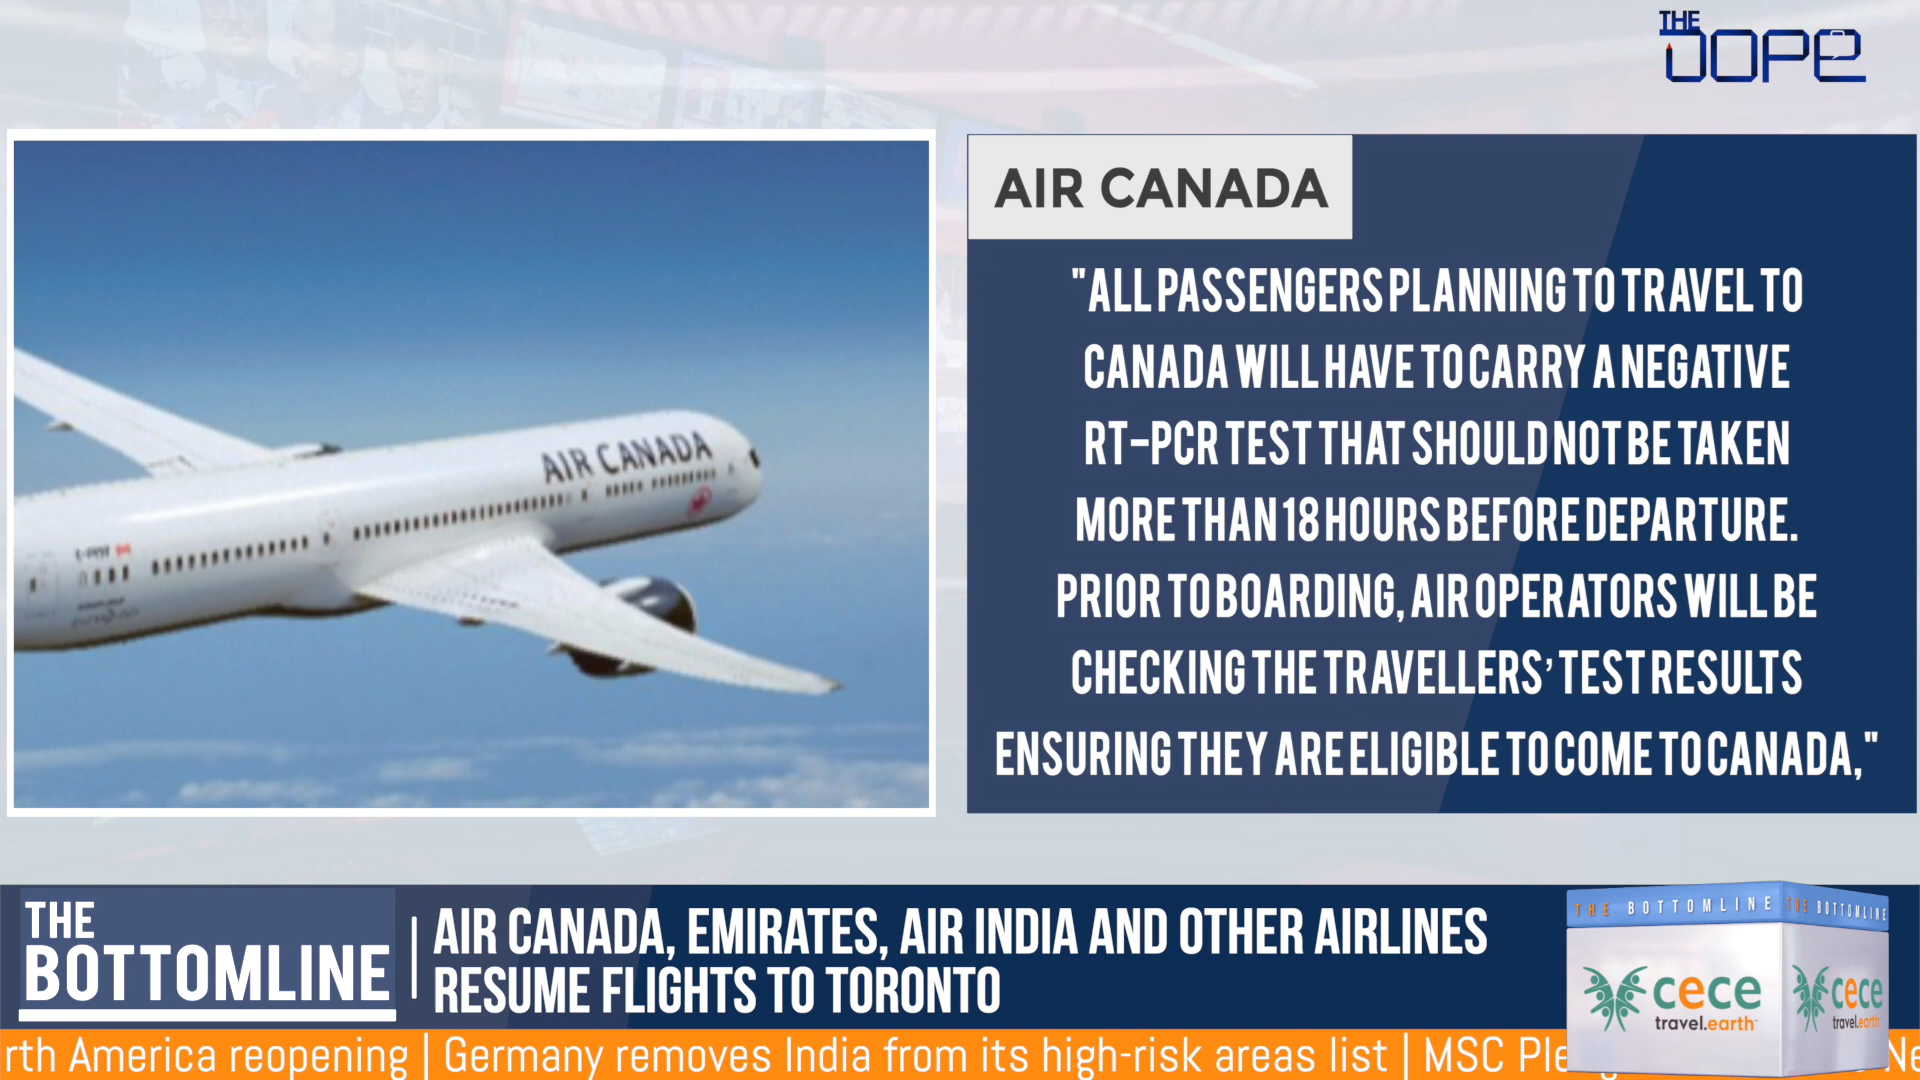 THE
DOPE
AIR CANADA
"ALL PASSENGERS PLANNING TO TRAVEL TO
CANADA WILL HAVE TO CARRY A NEGATIVE
RT-PCR TEST THAT SHOULD NOT BE TAKEN
MORE THAN 18 HOURS BEFORE DEPARTURE.
PRIOR TO BOARDING, AIR OPERATORS WILL BE
CHECKING THE TRAVELLERS' TEST RESULTS
ENSURING THEY ARE ELIGIBLE TO COME TO CANADA,"
AIR CANADA
THE
BOTTOMLINE
AIR CANADA, EMIRATES, AIR INDIA AND OTHER AIRLINES
RESUME FLIGHTS TO TORONTO
THE BOTTOMLINE THE BOTTOMLINE
cece cece
travel.earth travel.earth
rth America reopening | Germany removes India from its high-risk areas list | MSC Ple